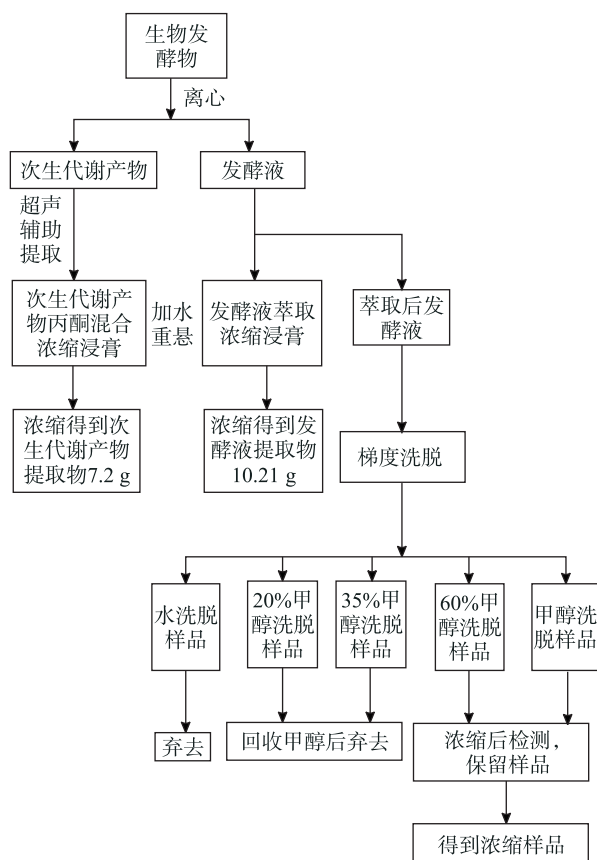 生物发
酵物
离心
次生代谢产物
发酵液
超声
辅助
提取
次生代谢产
物丙酮混合
浓缩浸膏
加水
重悬
发酵液萃取
浓缩浸膏
萃取后发
酵液
浓缩得到次
生代谢产物
提取物7.2 g
浓缩得到发
酵液提取物
10.21 g
梯度洗脱
水洗脱
样品
20%甲
醇洗脱
样品
35%甲
醇洗脱
样品
60%甲
醇洗脱
样品
甲醇洗
脱样品
弃去
回收甲醇后弃去
浓缩后检测，
保留样品
得到浓缩样品